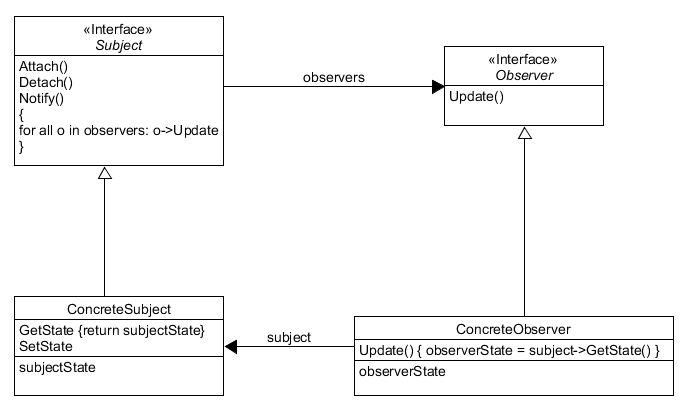 «Interface»
Subject
Attach()
Detach()
Notify()
{
for all o in observers: o->Update
}
observers
«Interface»
Observer
Update()
ConcreteSubject
GetState {return subjectState}
SetState
subjectState
subject
ConcreteObserver
Update() { observerState = subject->GetState() }
observerState